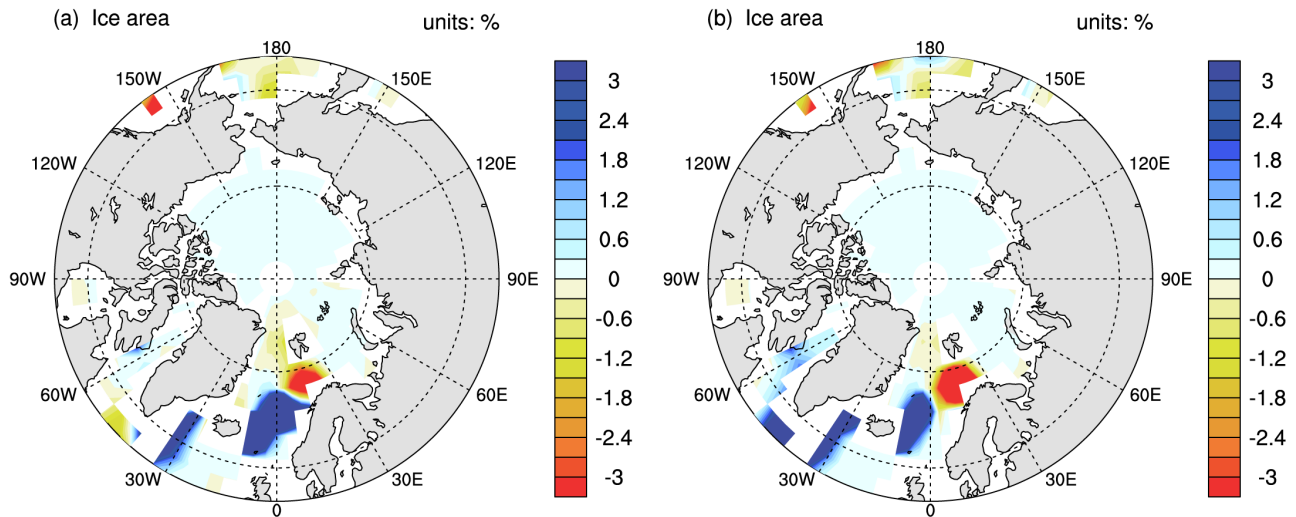 (a) Ice area units: %
180
150W 150E
120W 120E
90W 90E
60W 60E
30W 30E
0
3
2.4
1.8
1.2
0.6
0
-0.6
-1.2
-1.8
-2.4
-3
(b) Ice area units: %
180
150W 150E
120W 120E
90W 90E
60W 60E
30W 30E
0
3
2.4
1.8
1.2
0.6
0
-0.6
-1.2
-1.8
-2.4
-3